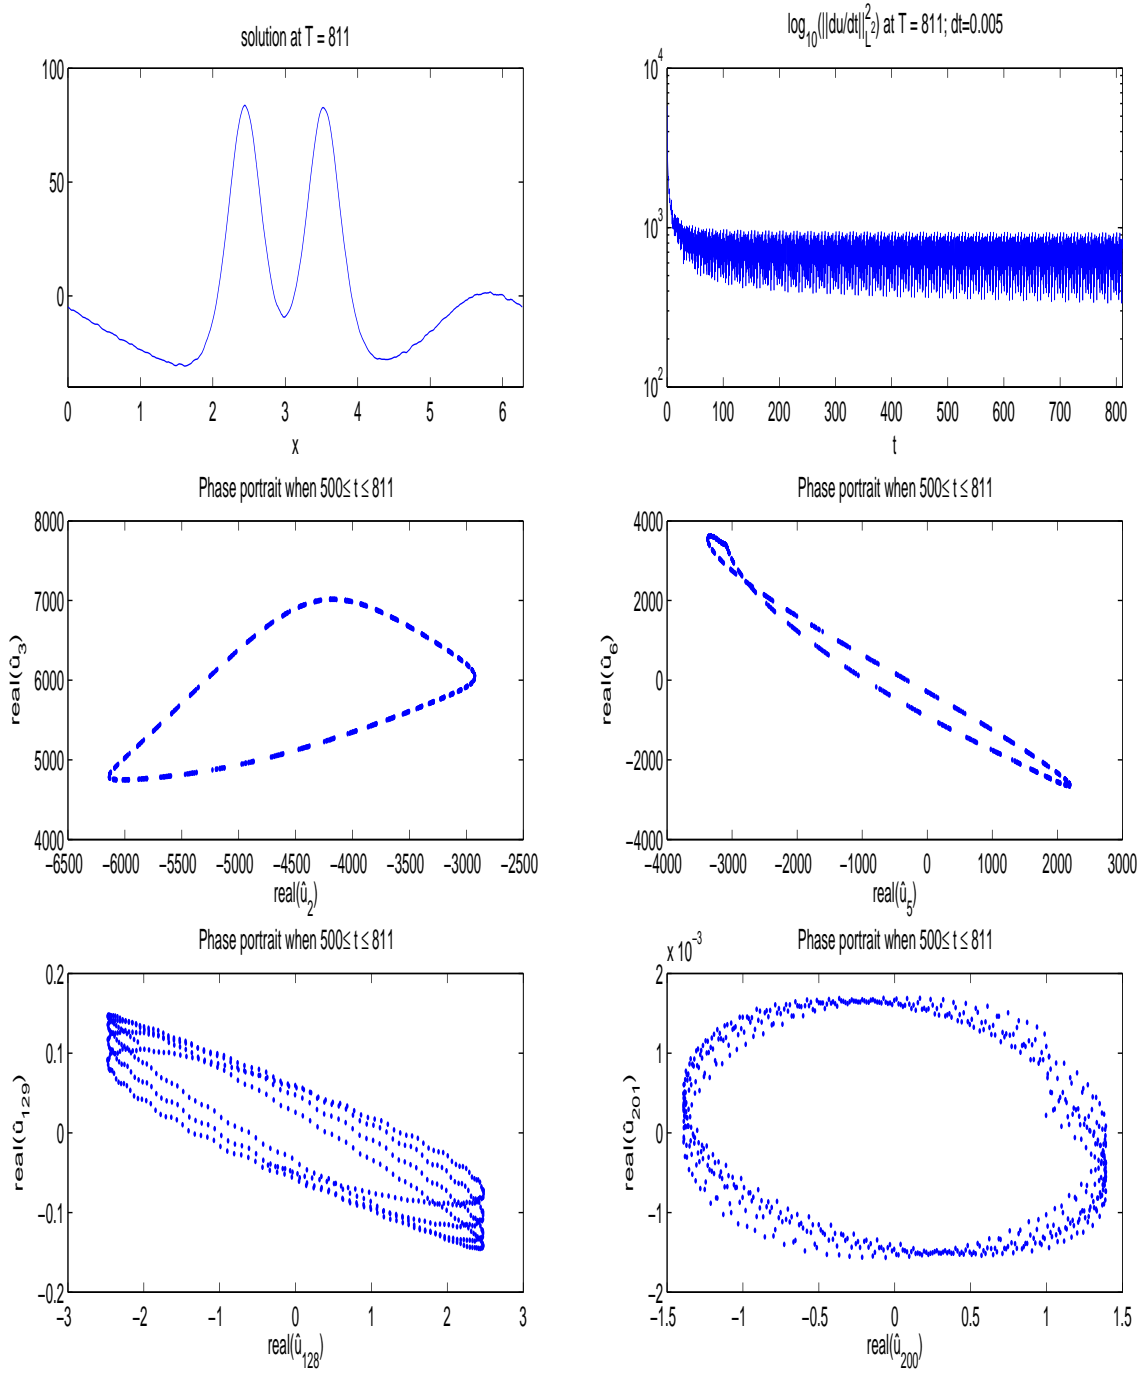 solution at T = 811
100
50
0
0 1 2 3 4 5 6
x
log₁₀(||du/dt||²_L²) at T = 811; dt=0.005
10⁴
10³
10²
0 100 200 300 400 500 600 700 800
t
Phase portrait when 500≤ t ≤811
real(û₃)
8000
7000
6000
5000
4000
−6500 −6000 −5500 −5000 −4500 −4000 −3500 −3000 −2500
real(û₂)
Phase portrait when 500≤ t ≤811
real(û₆)
4000
2000
0
−2000
−4000
−4000 −3000 −2000 −1000 0 1000 2000 3000
real(û₅)
Phase portrait when 500≤ t ≤811
real(û₁₂₉)
0.2
0.1
0
−0.1
−0.2
−3 −2 −1 0 1 2 3
real(û₁₂₈)
Phase portrait when 500≤ t ≤811
x 10⁻³
real(û₂₀₁)
2
1
0
−1
−2
−1.5 −1 −0.5 0 0.5 1 1.5
real(û₂₀₀)